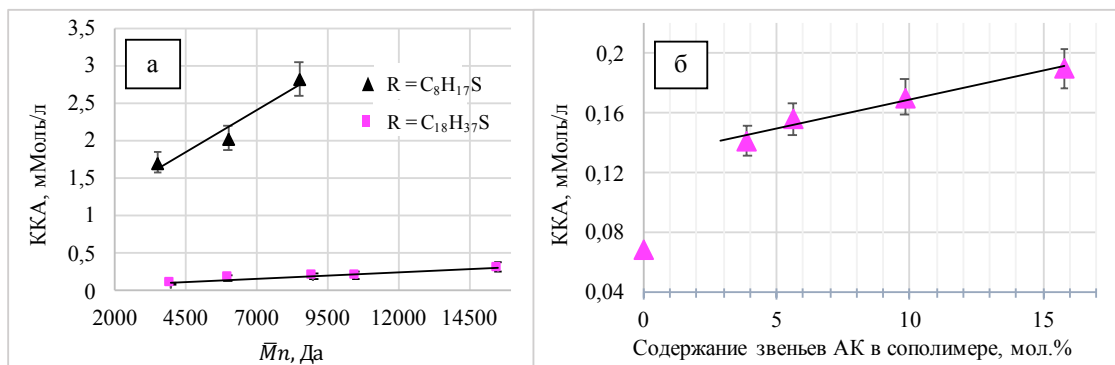 а
ККА, мМоль/л
3,5
3
2,5
2
1,5
1
0,5
0
2000 4500 7000 9500 12000 14500
M̄n, Да
R = C₈H₁₇S
R = C₁₈H₃₇S
б
ККА, мМоль/л
0,2
0,16
0,12
0,08
0,04
0 5 10 15
Содержание звеньев АК в сополимере, мол.%